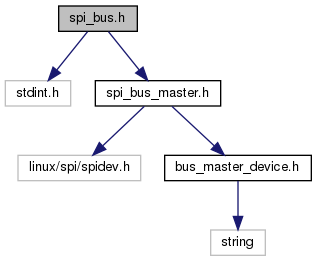 spi_bus.h
stdint.h
spi_bus_master.h
linux/spi/spidev.h
bus_master_device.h
string